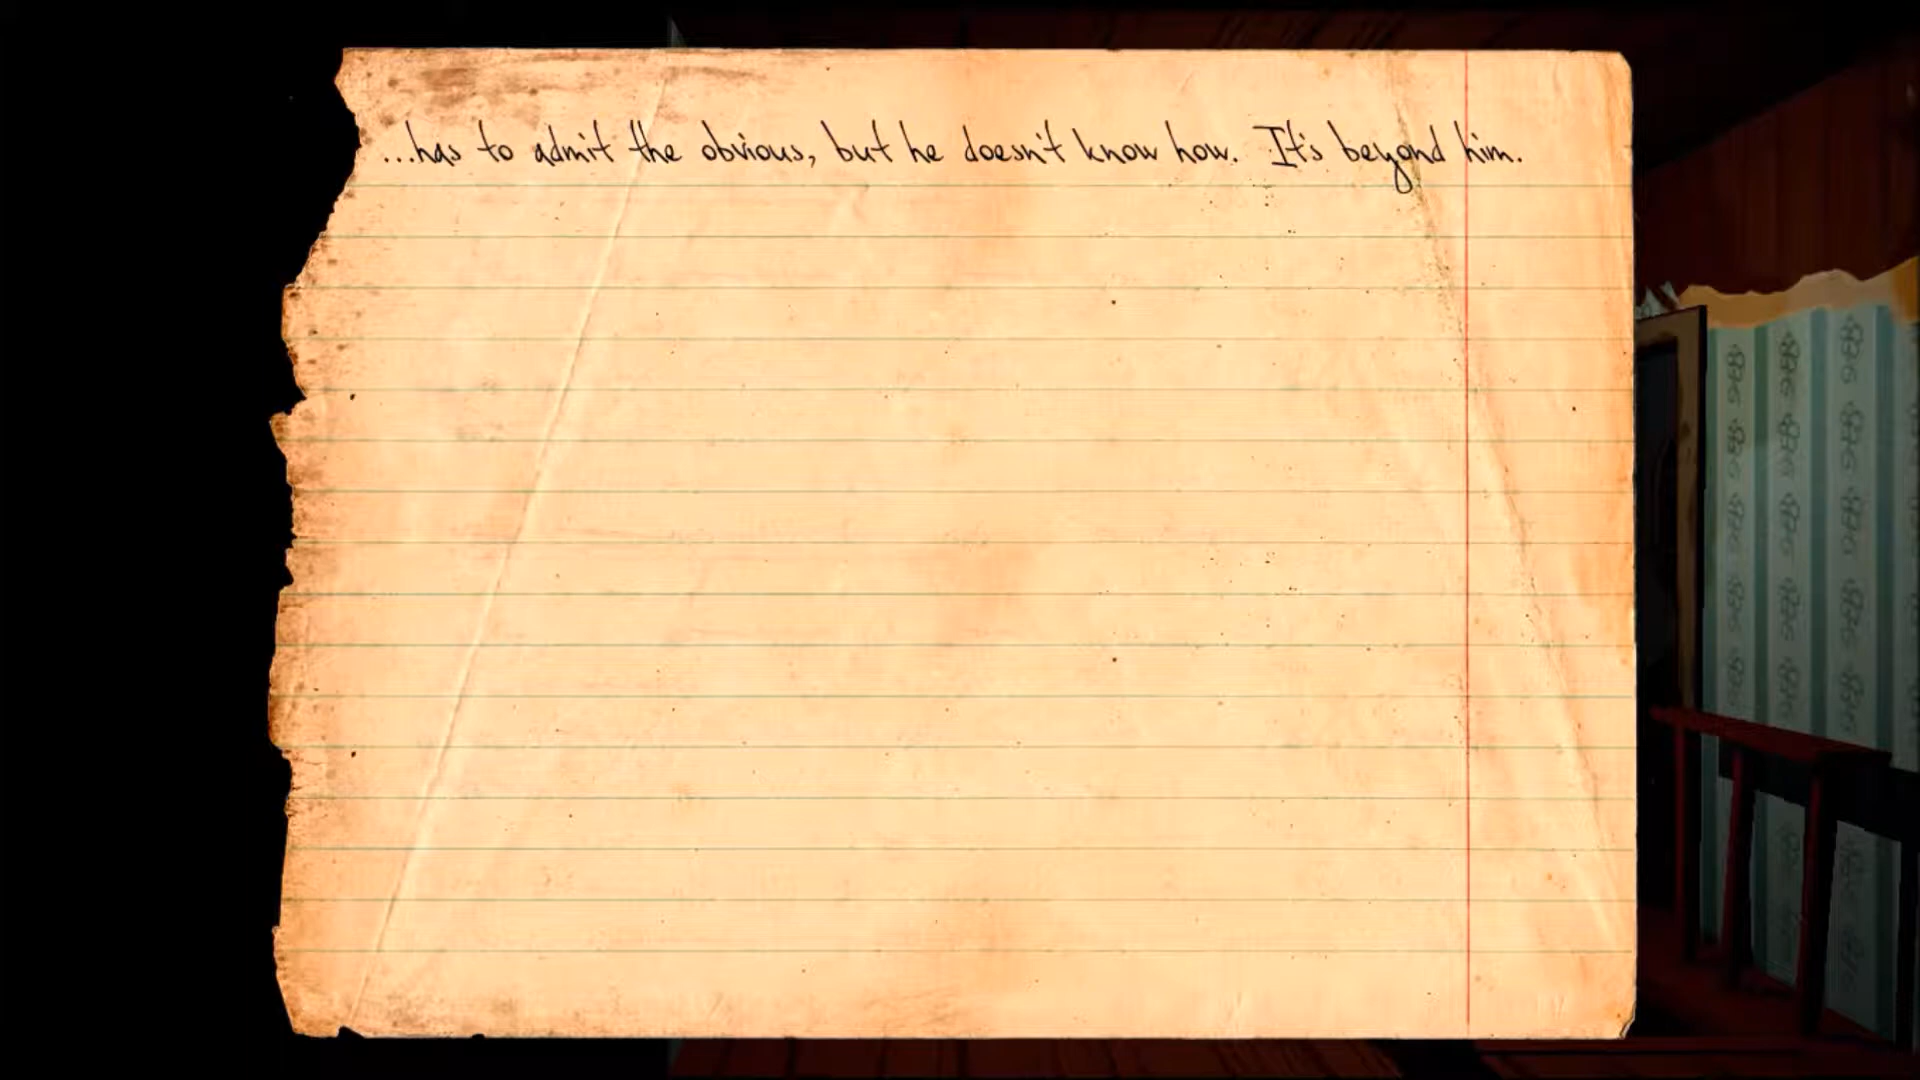 ...has to admit the obvious, but he doesn't know how. It's beyond him.